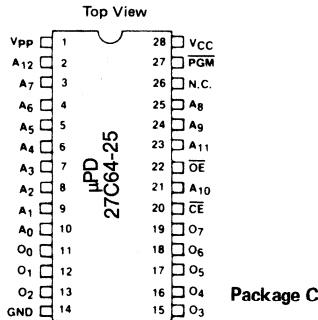 Top View
VPP 1 28 VCC
A12 2 27 PGM
A7 3 26 N.C.
A6 4 25 A8
A5 5 24 A9
A4 6 23 A11
A3 7 22 OE
A2 8 21 A10
A1 9 20 CE
A0 10 19 O7
O0 11 18 O6
O1 12 17 O5
O2 13 16 O4
GND 14 15 O3
μPD
27C64-25
Package C